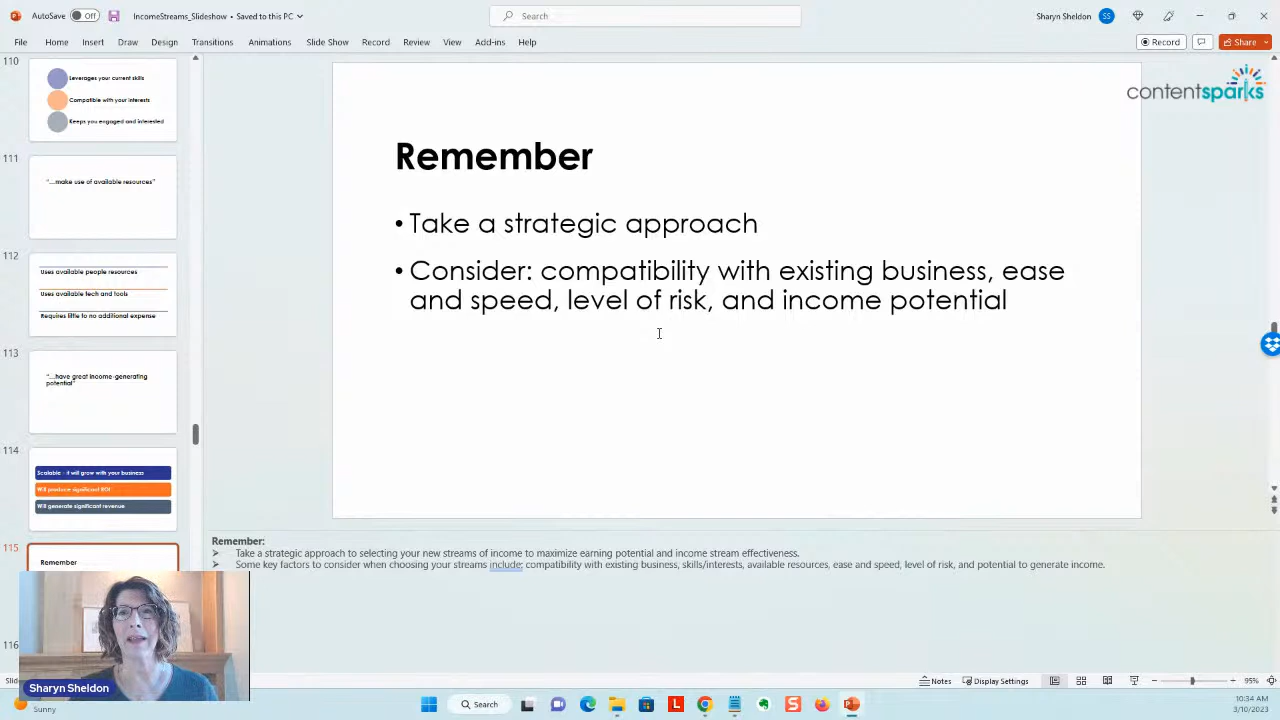 AutoSave Off IncomeStreams_Slideshow • Saved to this PC Search Sharyn Sheldon SS
File Home Insert Draw Design Transitions Animations Slide Show Record Review View Add-ins Help Record Share
110
Leverages your current skills
Compatible with your interests
Keeps you engaged and interested
111
"...make use of available resources"
112
Uses available people resources
Uses available tech and tools
Requires little to no additional expense
113
"...have great income-generating
potential"
114
Scalable - it will grow with your business
Will produce significant ROI
Will generate significant revenue
115
Remember
116
contentsparks
Remember
• Take a strategic approach
• Consider: compatibility with existing business, ease
and speed, level of risk, and income potential
Remember:
➢ Take a strategic approach to selecting your new streams of income to maximize earning potential and income stream effectiveness.
➢ Some key factors to consider when choosing your streams include: compatibility with existing business, skills/interests, available resources, ease and speed, level of risk, and potential to generate income.
Sharyn Sheldon
Notes Display Settings 95%
Sunny
Search
10:34 AM
3/10/2023